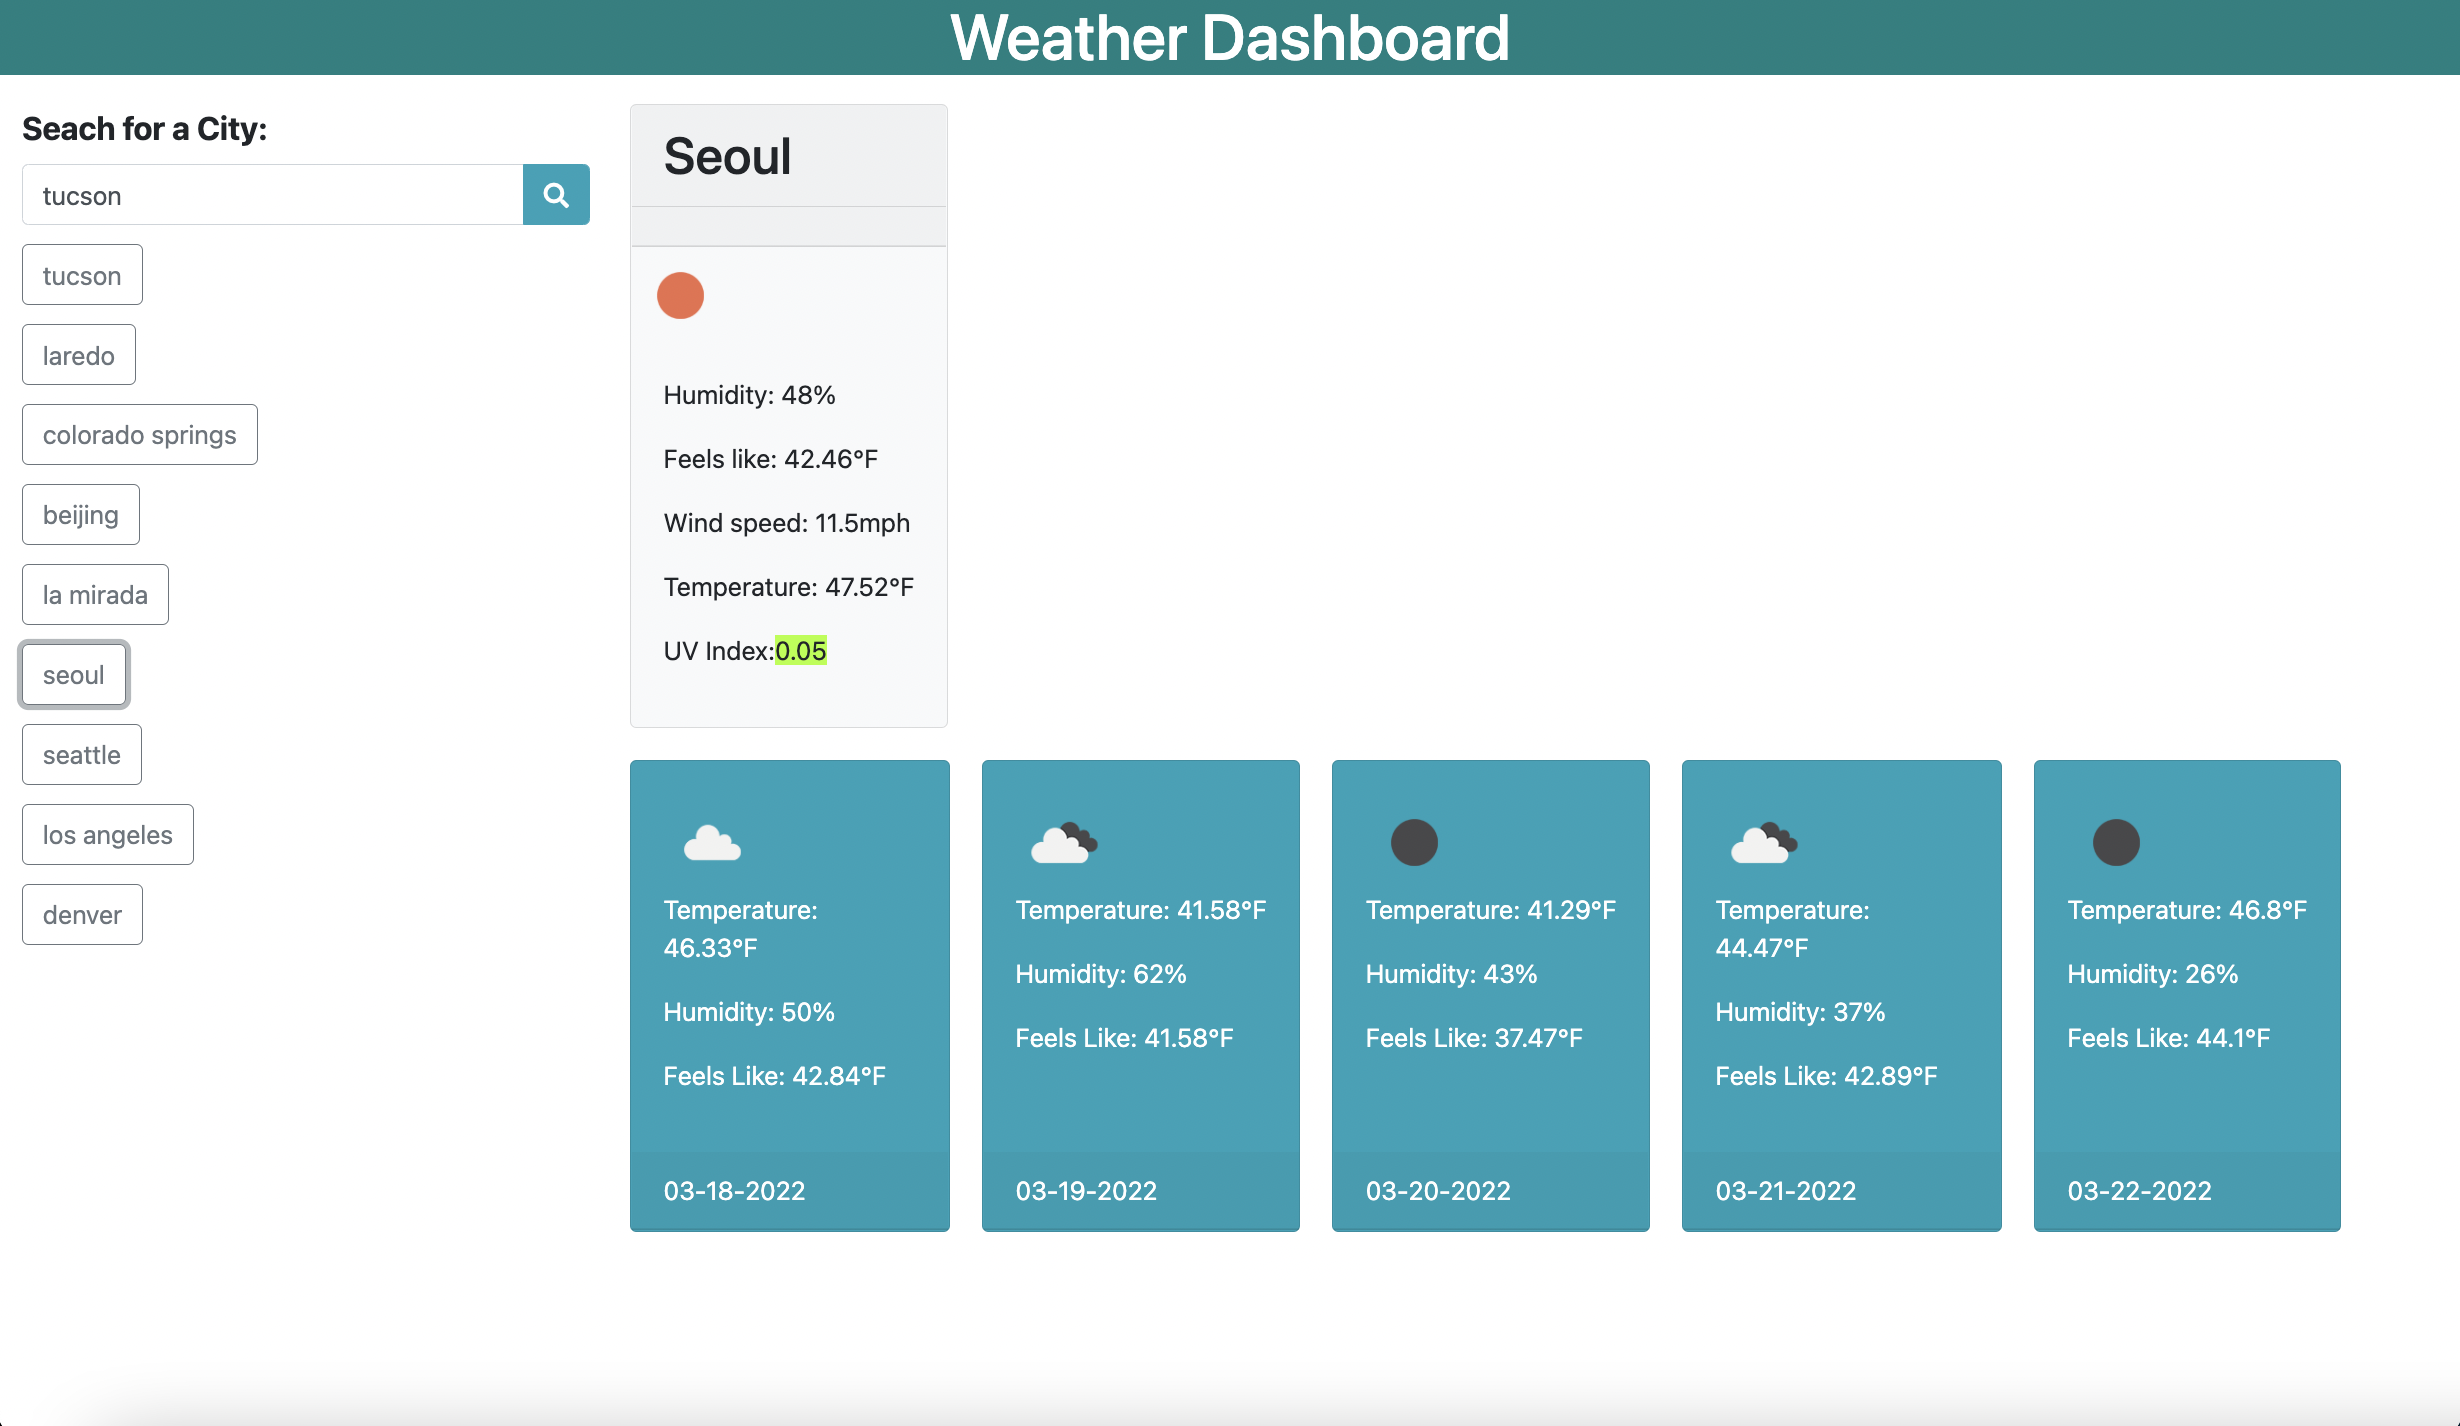 Weather Dashboard
Seach for a City:
tucson
tucson
laredo
colorado springs
beijing
la mirada
seoul
seattle
los angeles
denver
Seoul
Humidity: 48%
Feels like: 42.46°F
Wind speed: 11.5mph
Temperature: 47.52°F
UV Index:0.05
Temperature:
46.33°F
Humidity: 50%
Feels Like: 42.84°F
03-18-2022
Temperature: 41.58°F
Humidity: 62%
Feels Like: 41.58°F
03-19-2022
Temperature: 41.29°F
Humidity: 43%
Feels Like: 37.47°F
03-20-2022
Temperature:
44.47°F
Humidity: 37%
Feels Like: 42.89°F
03-21-2022
Temperature: 46.8°F
Humidity: 26%
Feels Like: 44.1°F
03-22-2022